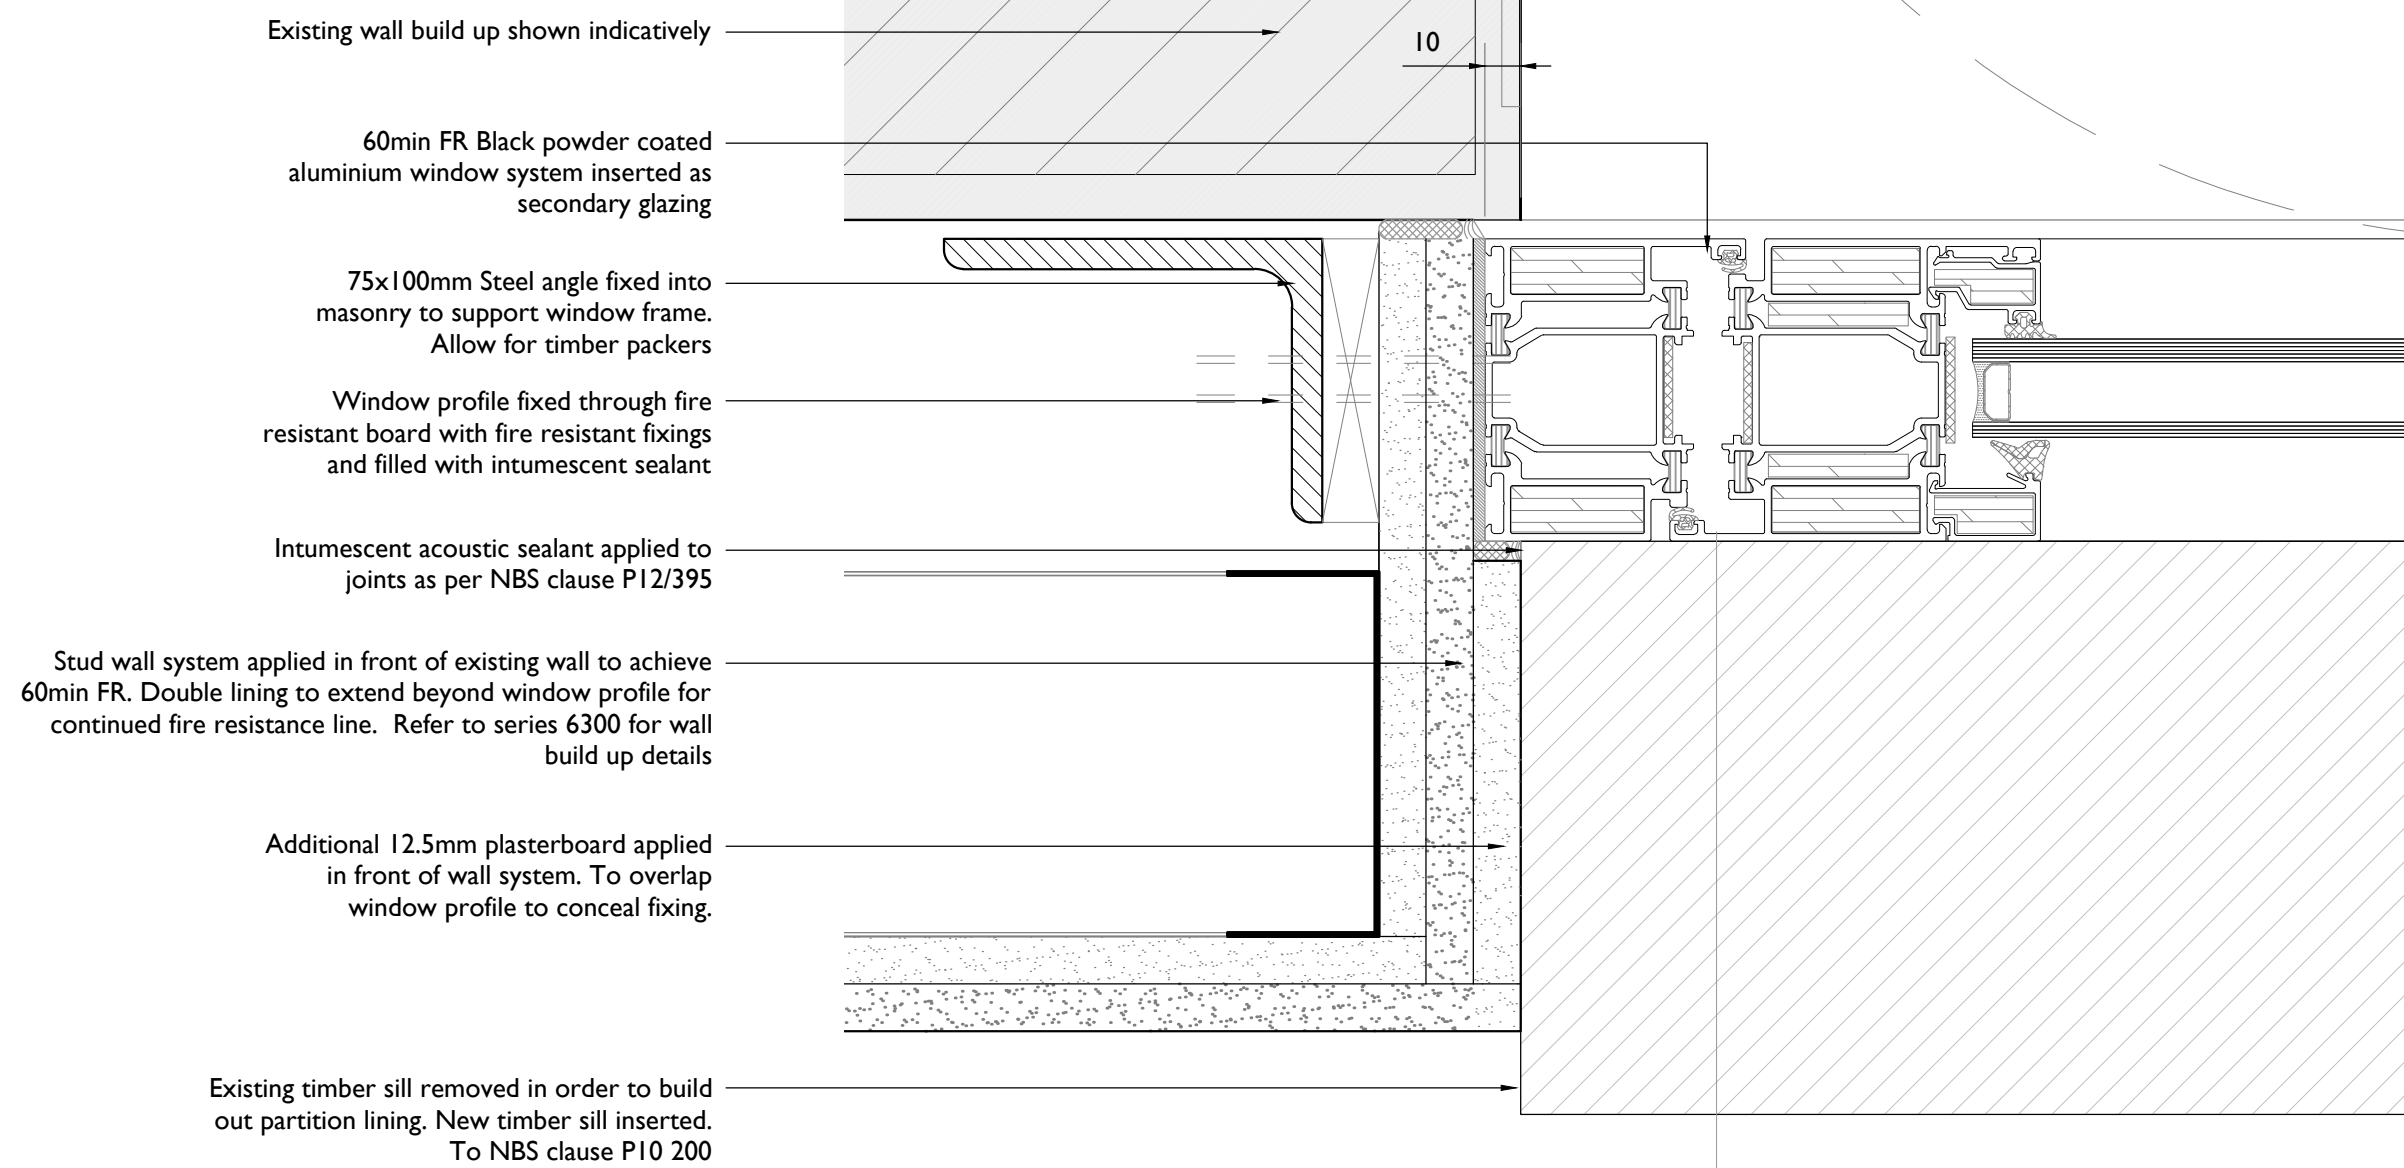 Existing wall build up shown indicatively
10
60min FR Black powder coated
aluminium window system inserted as
secondary glazing
75x100mm Steel angle fixed into
masonry to support window frame.
Allow for timber packers
Window profile fixed through fire
resistant board with fire resistant fixings
and filled with intumescent sealant
Intumescent acoustic sealant applied to
joints as per NBS clause P12/395
Stud wall system applied in front of existing wall to achieve
60min FR. Double lining to extend beyond window profile for
continued fire resistance line.  Refer to series 6300 for wall
build up details
Additional 12.5mm plasterboard applied
in front of wall system. To overlap
window profile to conceal fixing.
Existing timber sill removed in order to build
out partition lining. New timber sill inserted.
To NBS clause P10 200